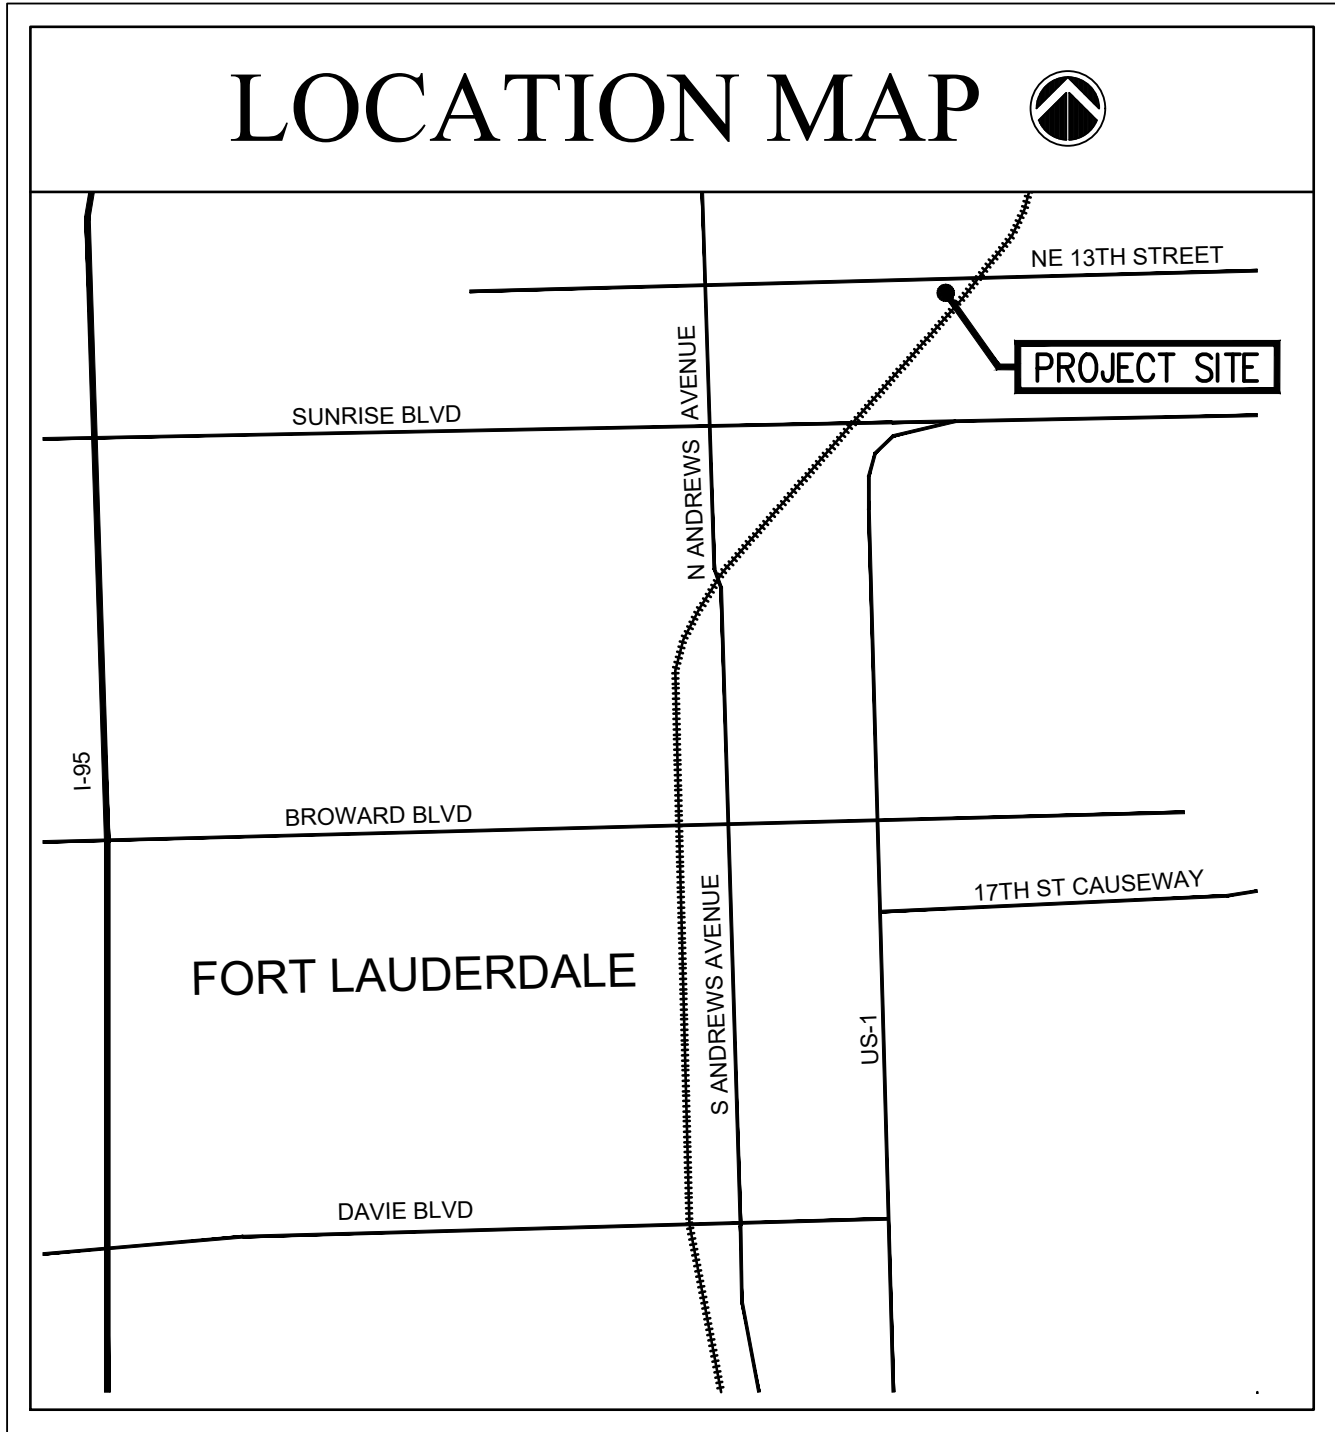 LOCATION MAP
NE 13TH STREET
PROJECT SITE
N ANDREWS AVENUE
SUNRISE BLVD
I-95
BROWARD BLVD
17TH ST CAUSEWAY
FORT LAUDERDALE
S ANDREWS AVENUE
US-1
DAVIE BLVD